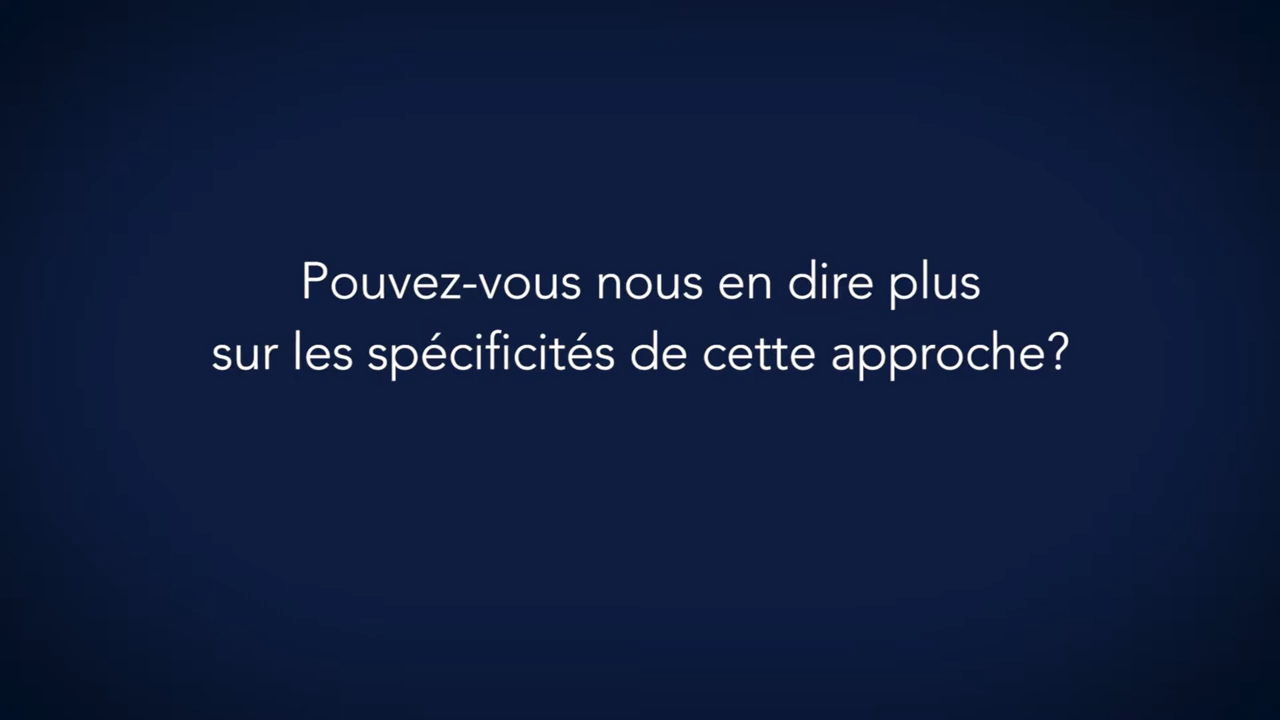 Pouvez-vous nous en dire plus
sur les spécificités de cette approche?